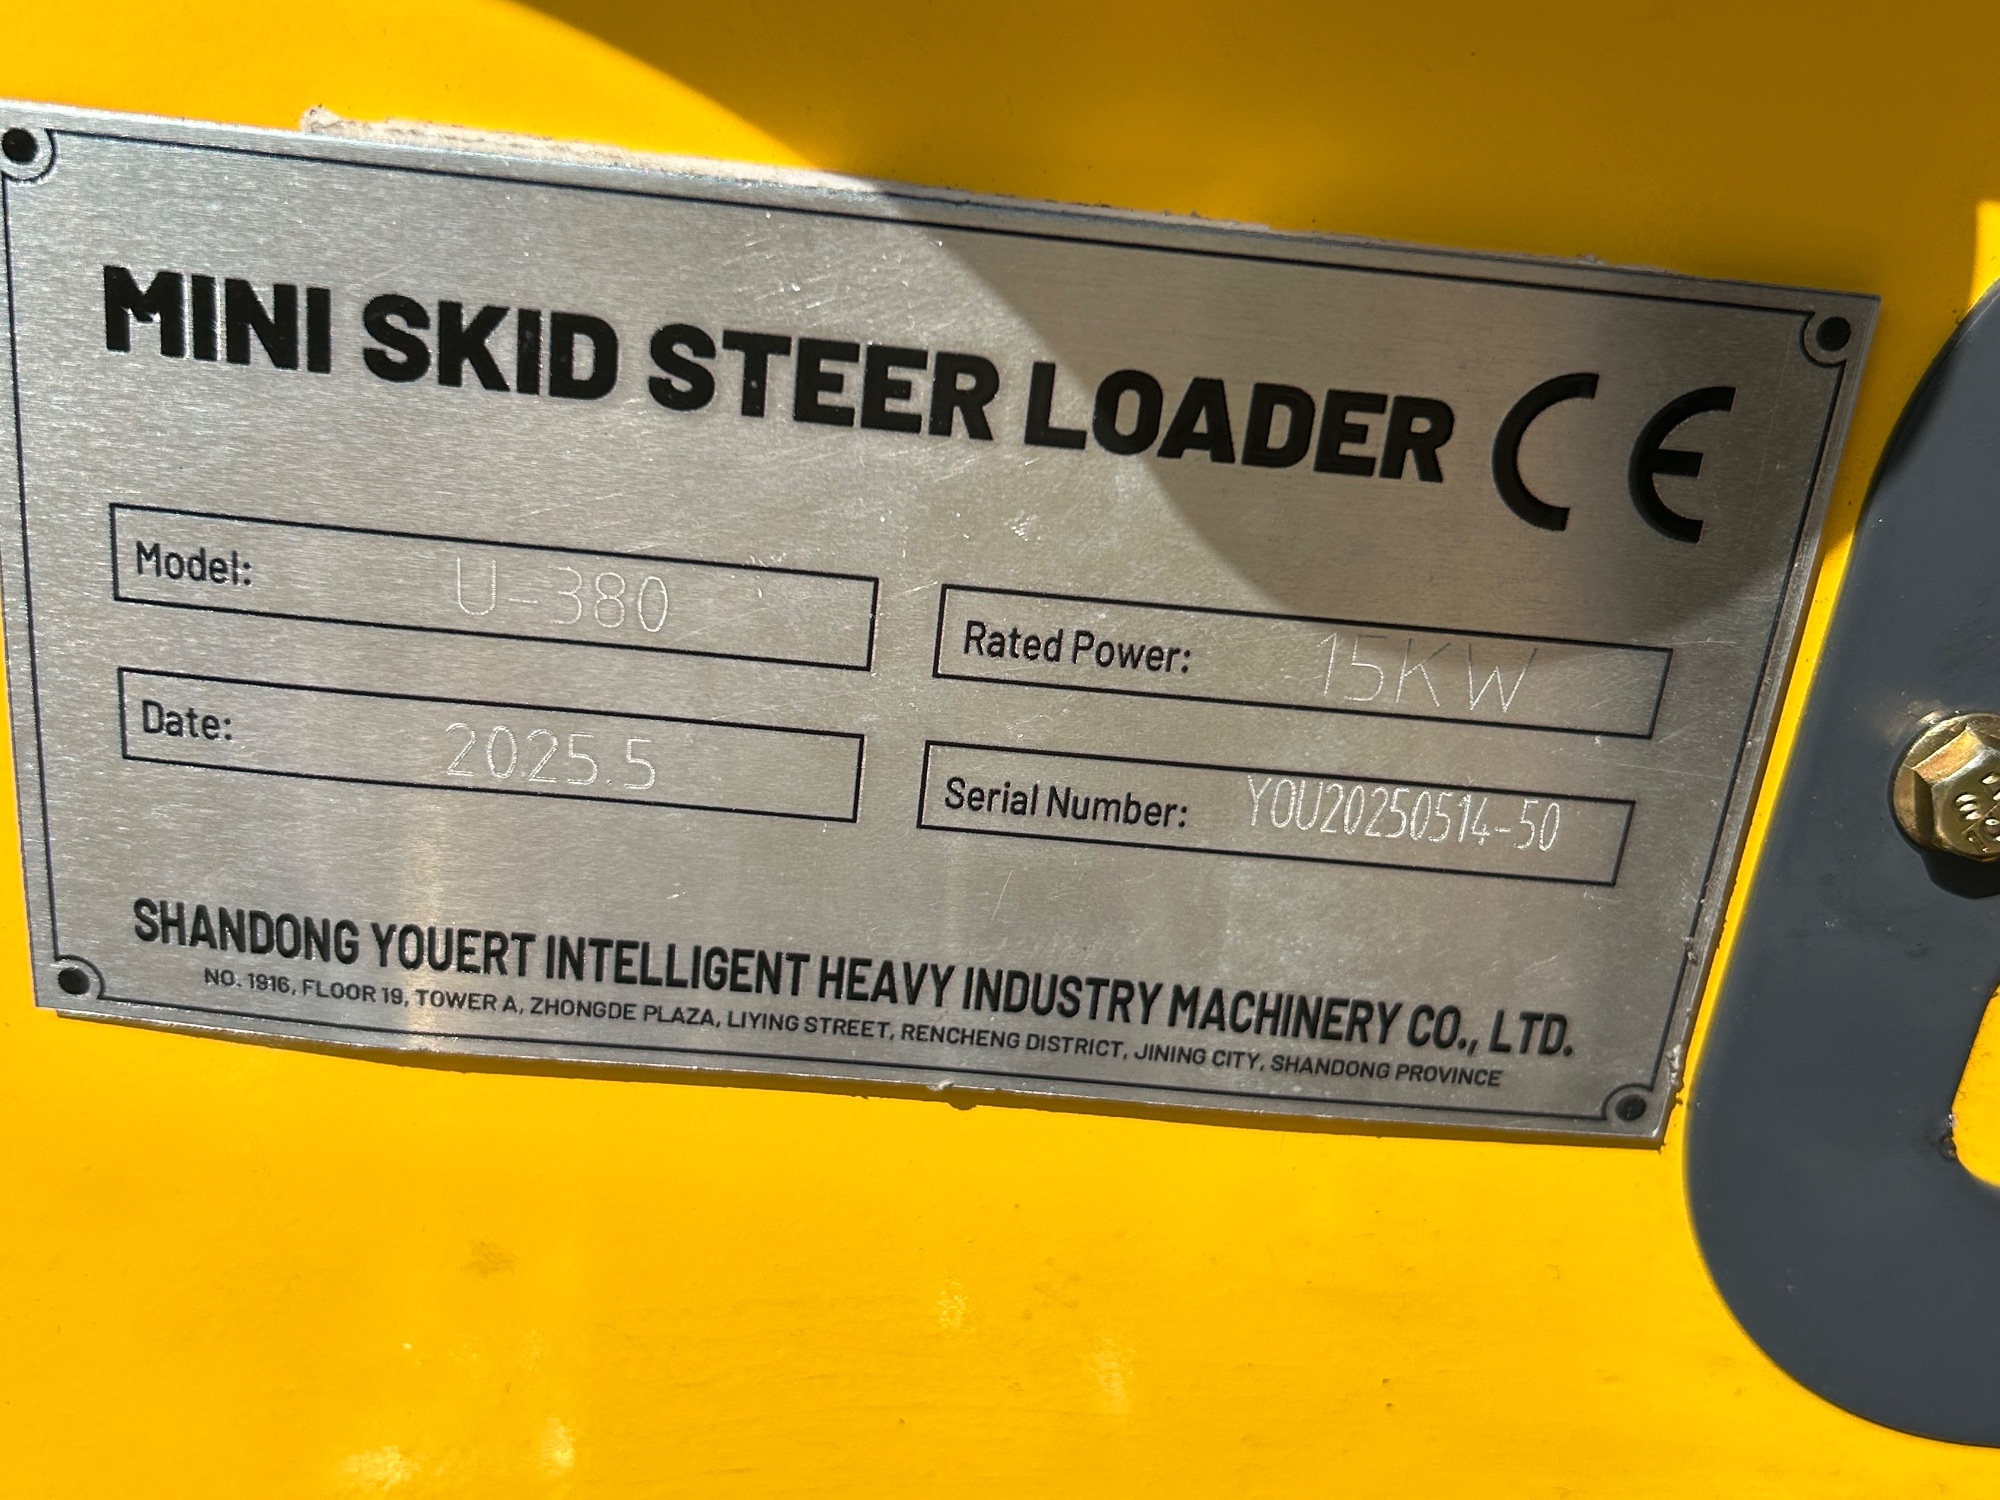 MINI SKID STEER LOADER CE
Model: U-380
Rated Power: 15KW
Date: 2025.5
Serial Number: YOU20250514-50
SHANDONG YOUERT INTELLIGENT HEAVY INDUSTRY MACHINERY CO., LTD.
NO. 1916, FLOOR 19, TOWER A, ZHONGDE PLAZA, LIYING STREET, RENCHENG DISTRICT, JINING CITY, SHANDONG PROVINCE